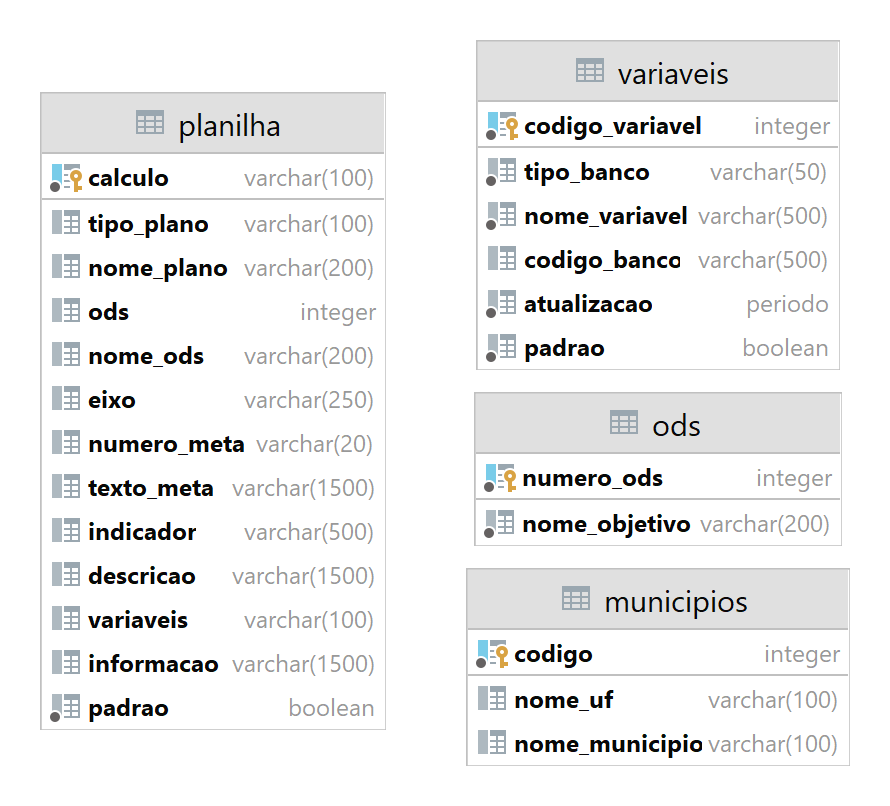 planilha
calculo varchar(100)
tipo_plano varchar(100)
nome_plano varchar(200)
ods integer
nome_ods varchar(200)
eixo varchar(250)
numero_meta varchar(20)
texto_meta varchar(1500)
indicador varchar(500)
descricao varchar(1500)
variaveis varchar(100)
informacao varchar(1500)
padrao boolean
variaveis
codigo_variavel integer
tipo_banco varchar(50)
nome_variavel varchar(500)
codigo_banco varchar(500)
atualizacao periodo
padrao boolean
ods
numero_ods integer
nome_objetivo varchar(200)
municipios
codigo integer
nome_uf varchar(100)
nome_municipio varchar(100)